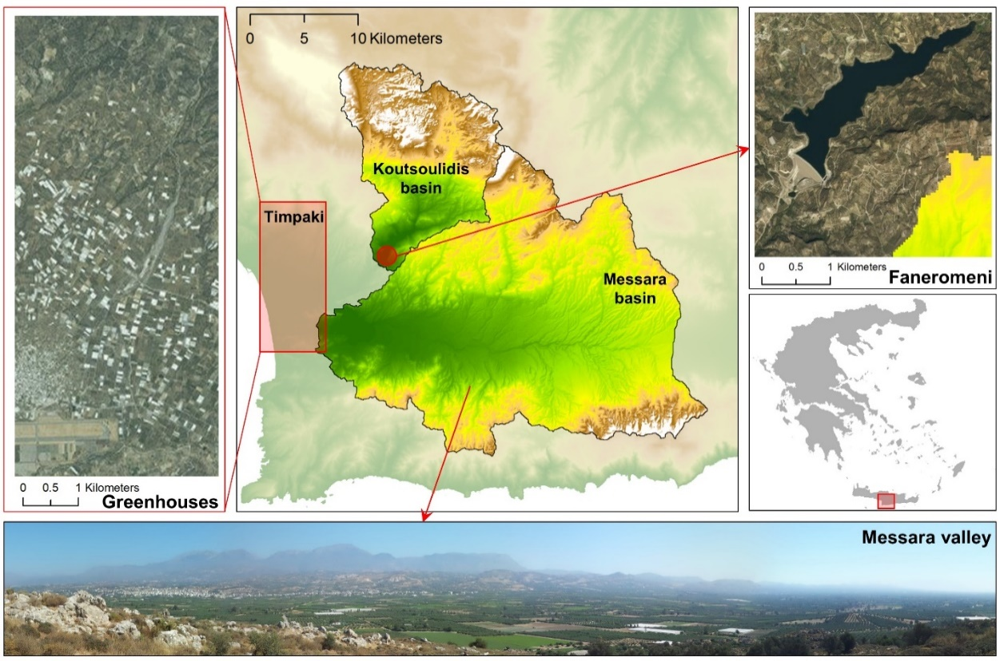 0 5 10 Kilometers
Koutsoulidis
basin
Timpaki
Messara
basin
0 0.5 1 Kilometers
Greenhouses
0 0.5 1 Kilometers
Faneromeni
Messara valley